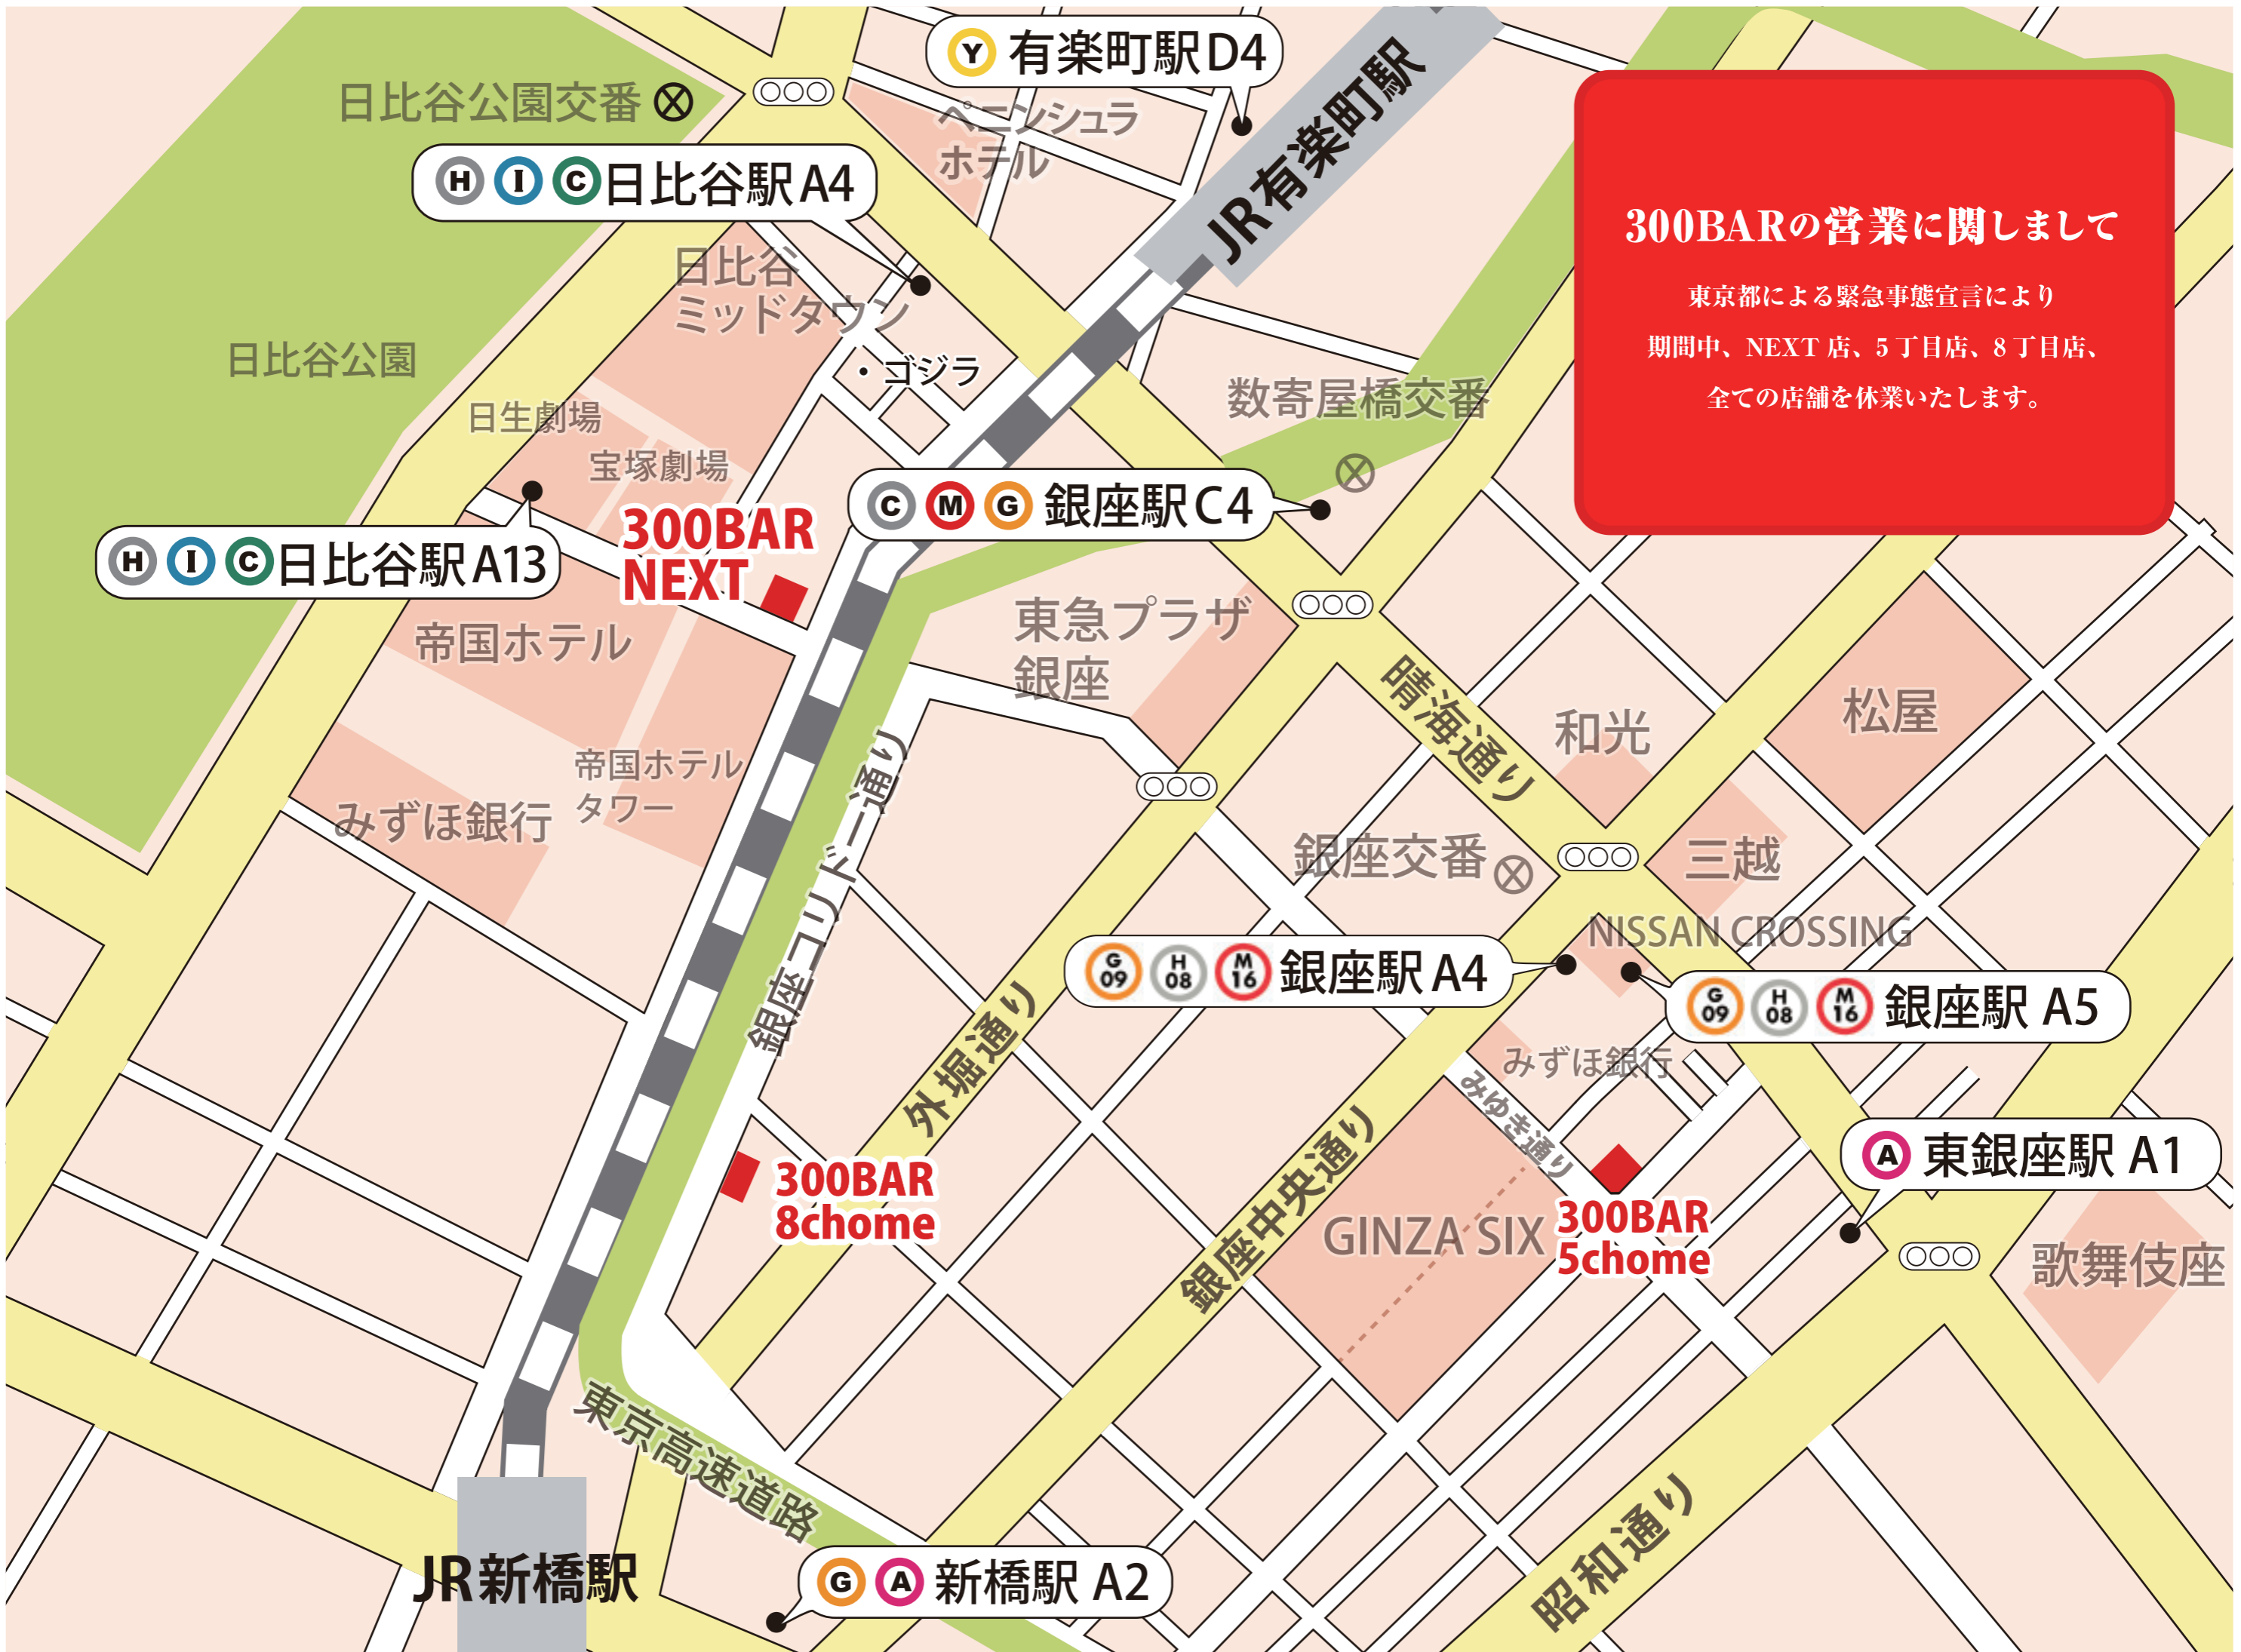 Y 有楽町駅D4
JR有楽町駅
日比谷公園交番
ペニンシュラ
ホテル
H I C 日比谷駅A4
300BARの営業に関しまして
東京都による緊急事態宣言により
期間中、NEXT 店、5 丁目店、8 丁目店、
全ての店舗を休業いたします。
日比谷
ミッドタウン
・ゴジラ
日比谷公園
数寄屋橋交番
日生劇場
宝塚劇場
C M G 銀座駅C4
300BAR
NEXT
H I C 日比谷駅A13
帝国ホテル
東急プラザ
銀座
晴海通り
和光
松屋
帝国ホテル
タワー
みずほ銀行
銀座コリドー通り
銀座交番
三越
NISSAN CROSSING
G 09 H 08 M 16 銀座駅A4
G 09 H 08 M 16 銀座駅 A5
外堀通り
みずほ銀行
みゆき通り
A 東銀座駅 A1
300BAR
8chome
銀座中央通り
GINZA SIX
300BAR
5chome
歌舞伎座
東京高速道路
昭和通り
JR新橋駅
G A 新橋駅 A2